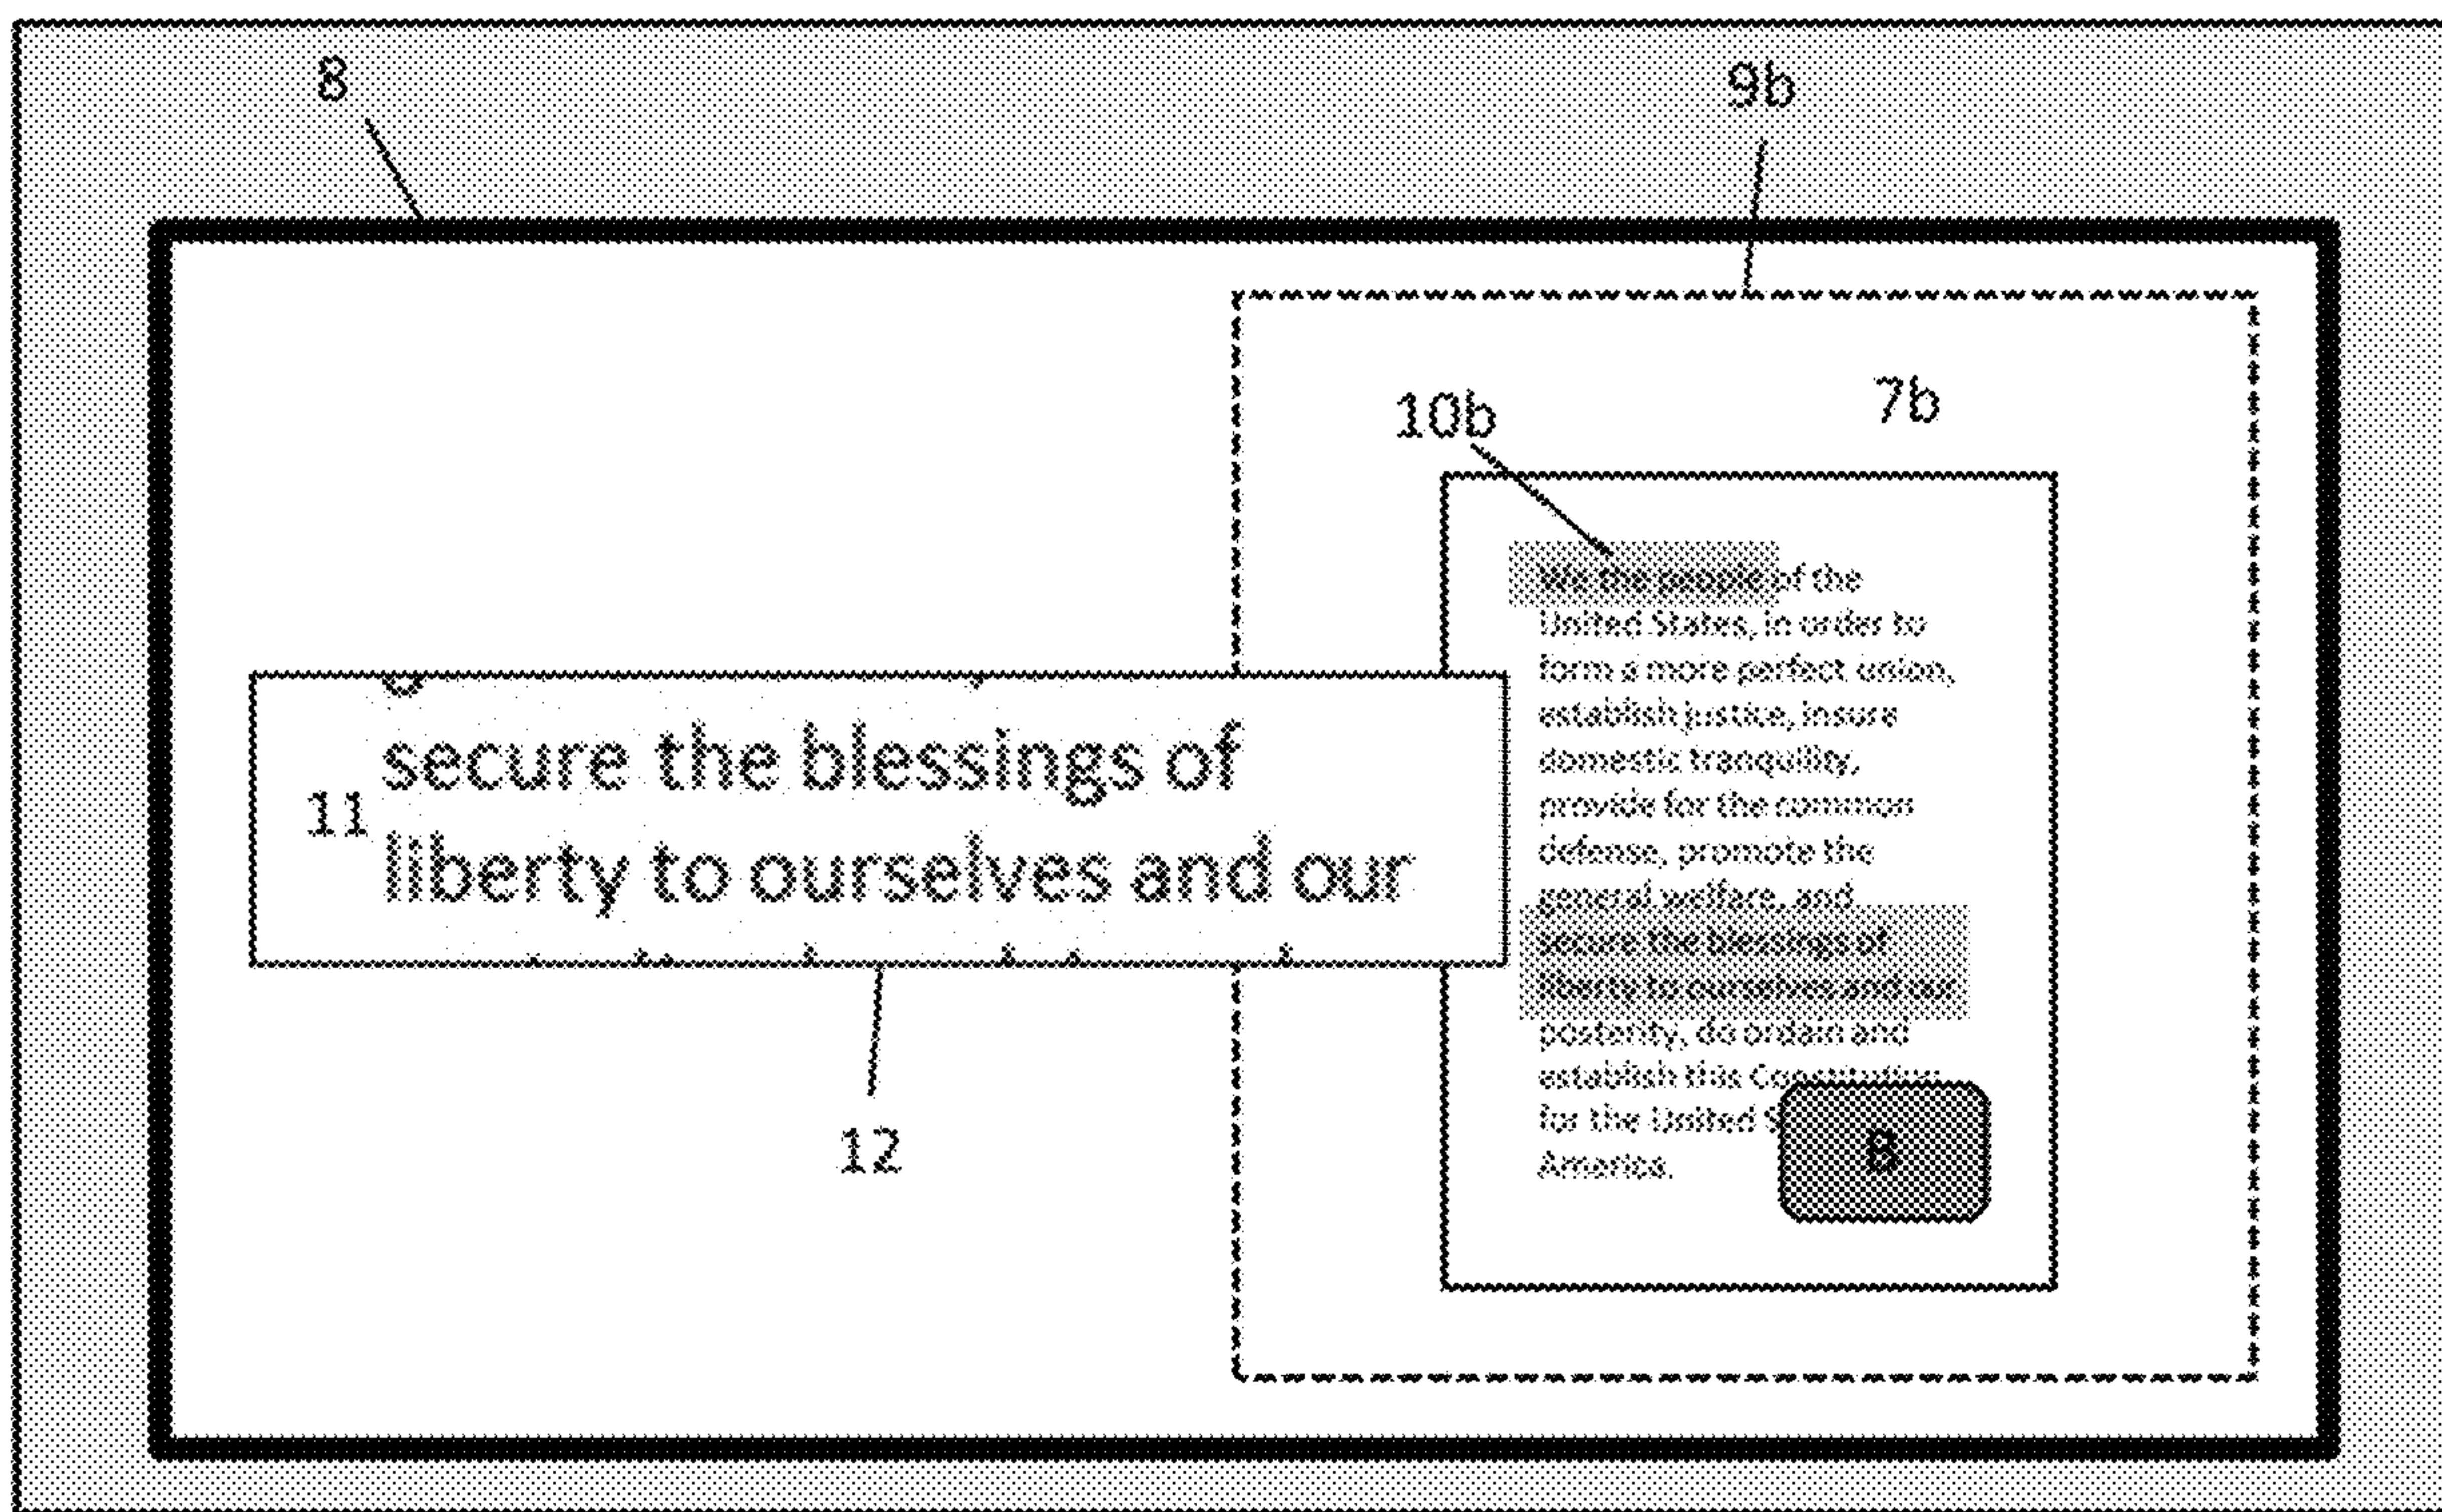 8
9b
7b
10b
We the people of the
United States, in order to
form a more perfect union,
establish justice, insure
domestic tranquility,
provide for the common
defense, promote the
general welfare, and
secure the blessings of
liberty to ourselves and our
posterity, do ordain and
establish this Constitution
for the United S
America.
B
secure the blessings of
11
liberty to ourselves and our
12